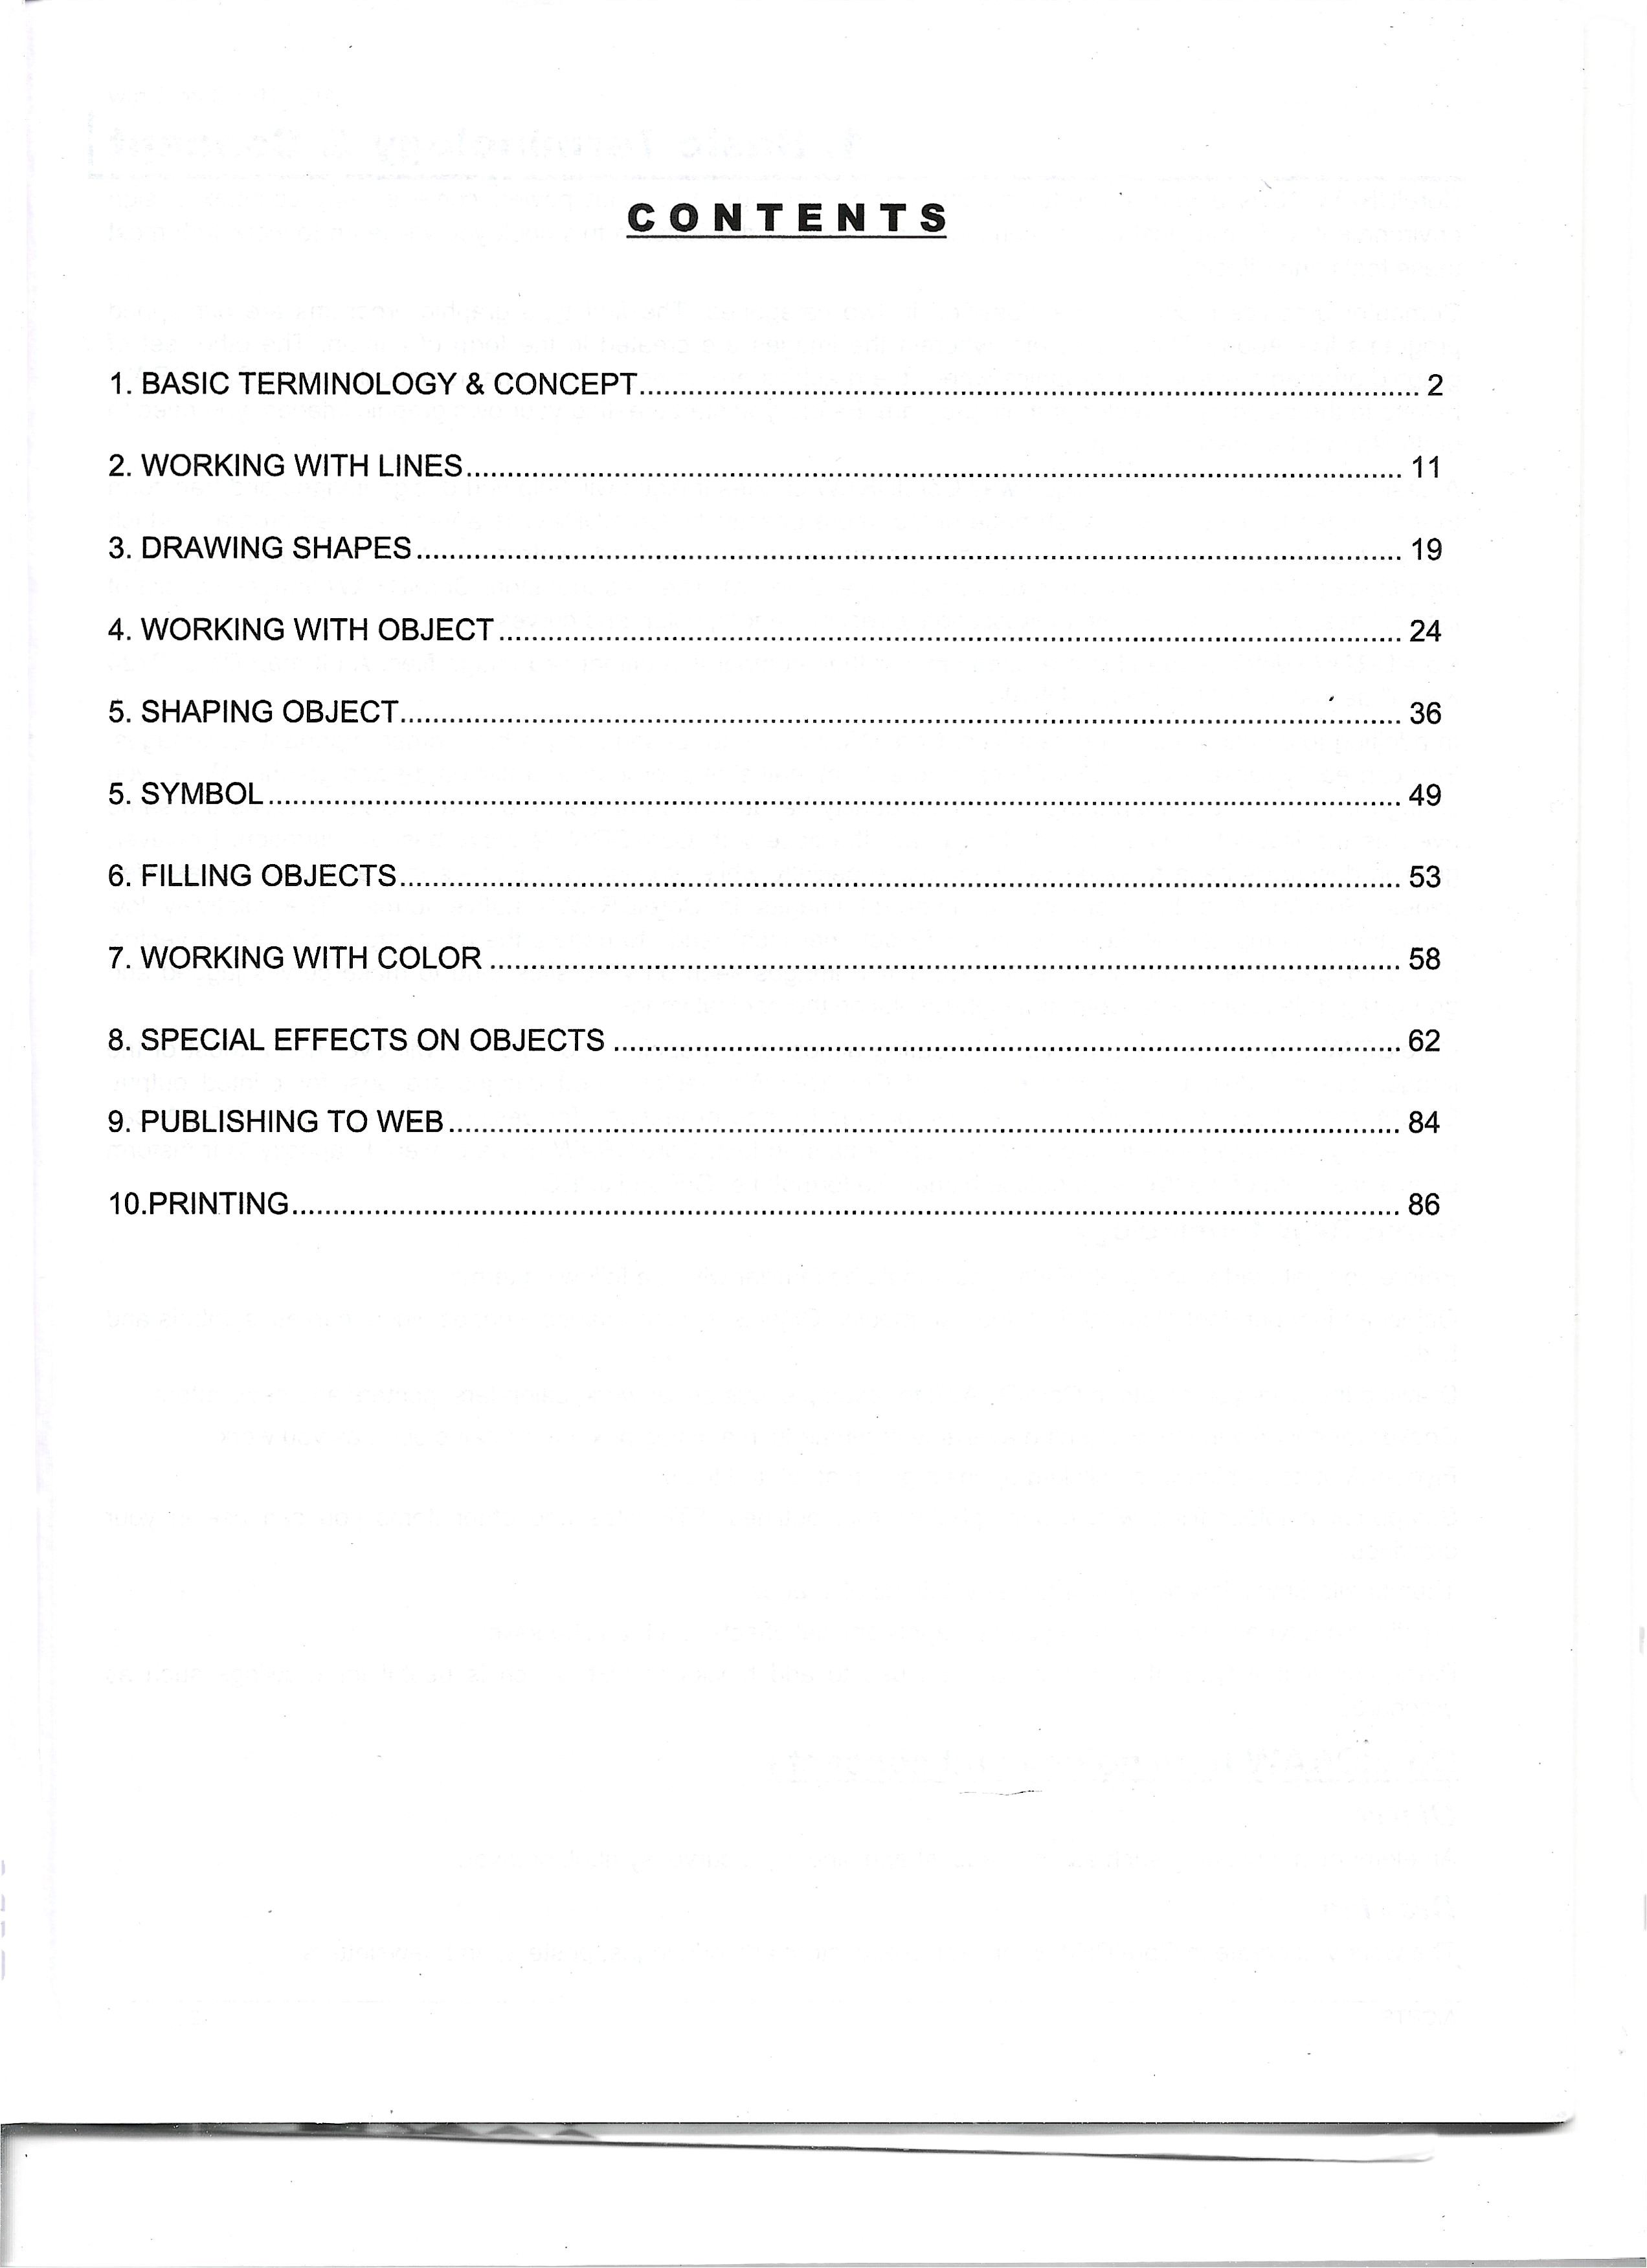 CONTENTS
1. BASIC TERMINOLOGY & CONCEPT 2
2. WORKING WITH LINES 11
3. DRAWING SHAPES 19
4. WORKING WITH OBJECT 24
5. SHAPING OBJECT 36
5. SYMBOL 49
6. FILLING OBJECTS 53
7. WORKING WITH COLOR 58
8. SPECIAL EFFECTS ON OBJECTS 62
9. PUBLISHING TO WEB 84
10.PRINTING 86